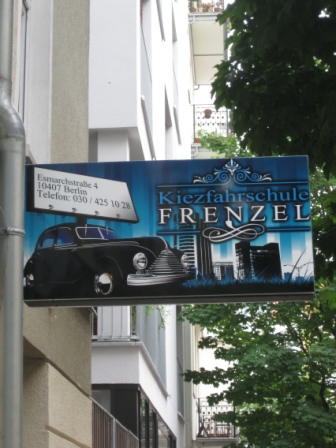 Esmarchstraße 4
10407 Berlin
Telefon: 030 / 425 10 28
Kiezfahrschule
FRENZEL